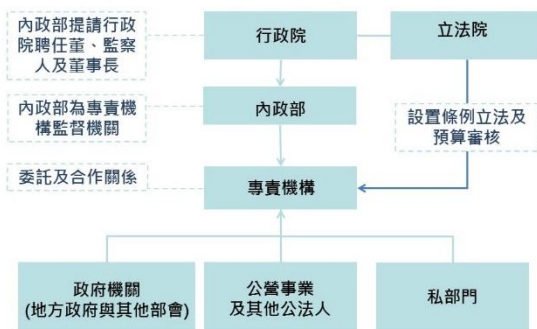 內政部提請行政
院聘任董、監察
人及董事長
行政院
立法院
內政部為專責機
構監督機關
內政部
設置條例立法及
預算審核
委託及合作關係
專責機構
政府機關
(地方政府與其他部會)
公營事業
及其他公法人
私部門